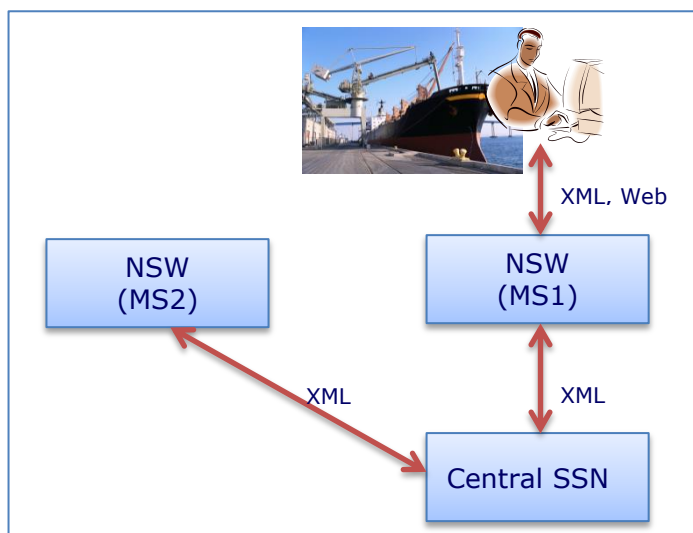 XML, Web
NSW
(MS2)
NSW
(MS1)
XML
XML
Central SSN